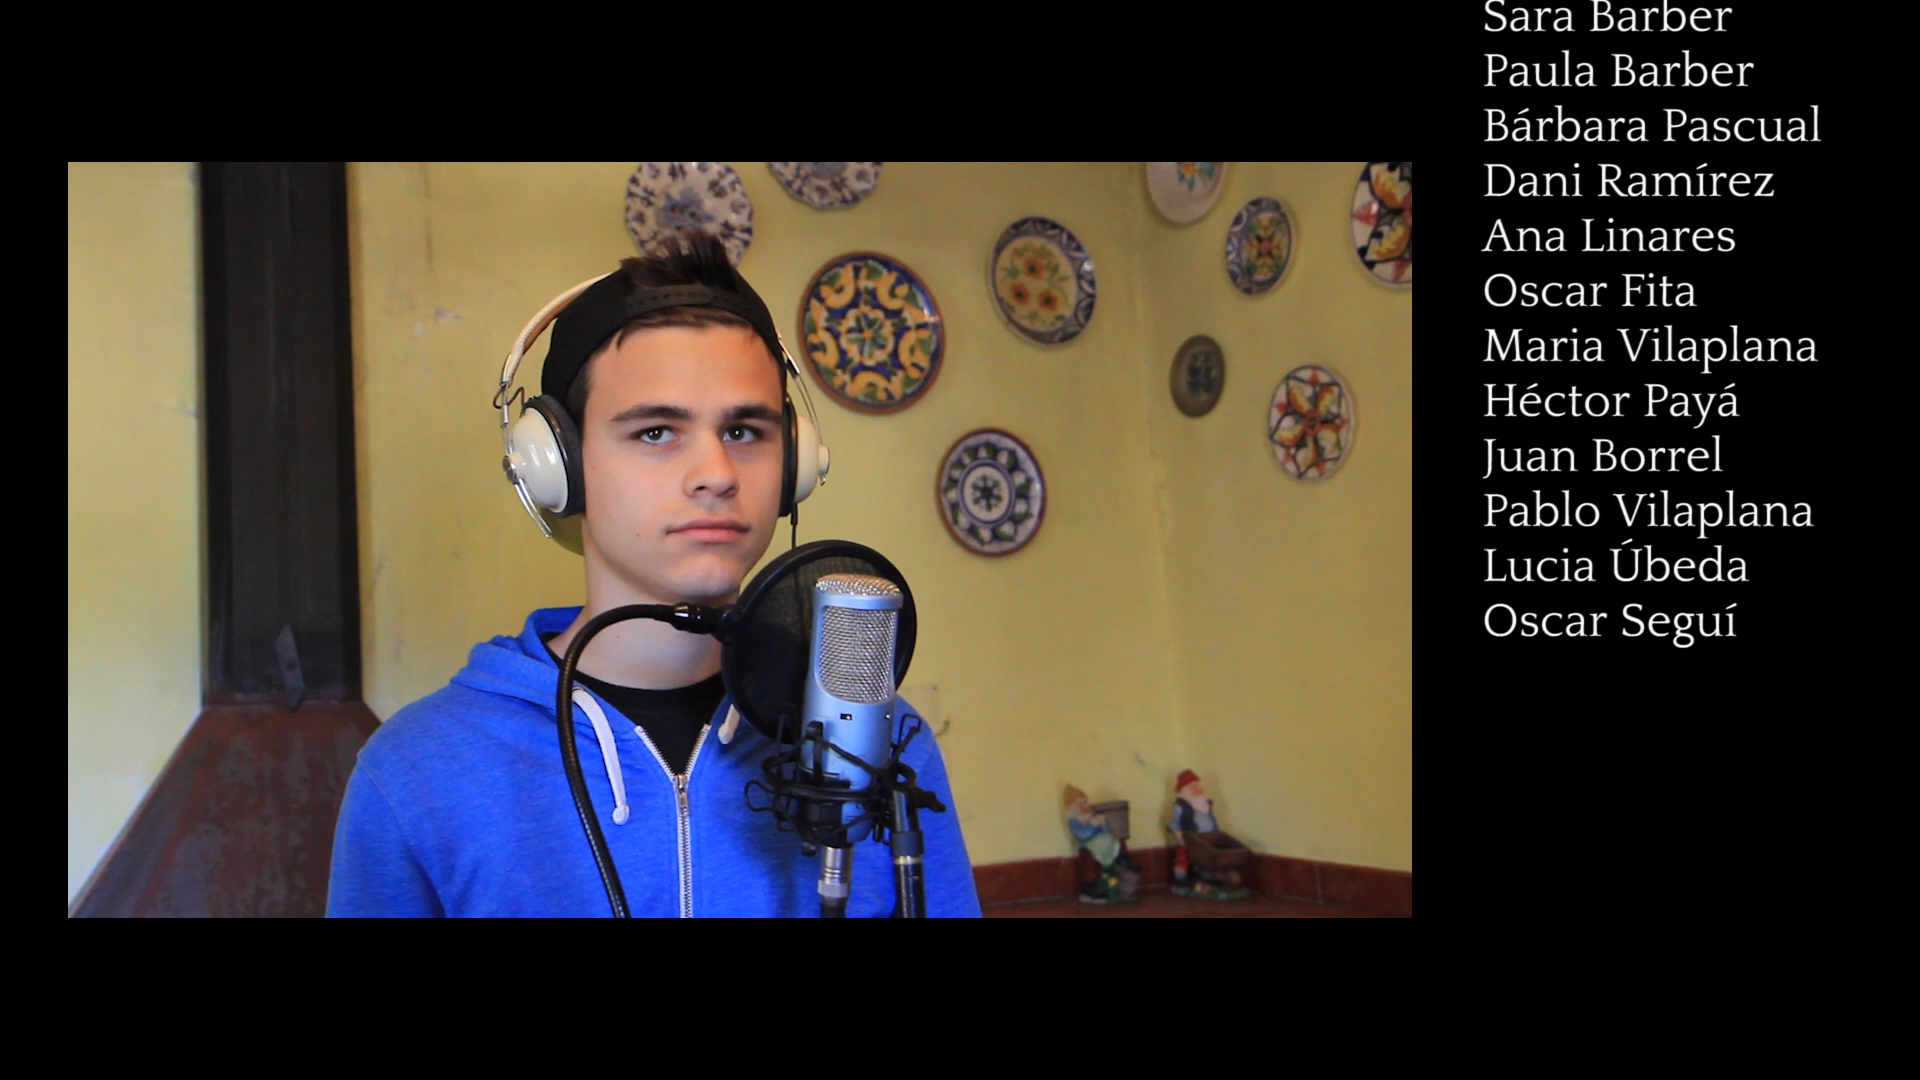 Sara Barber
Paula Barber
Bárbara Pascual
Dani Ramírez
Ana Linares
Oscar Fita
Maria Vilaplana
Héctor Payá
Juan Borrel
Pablo Vilaplana
Lucia Úbeda
Oscar Seguí